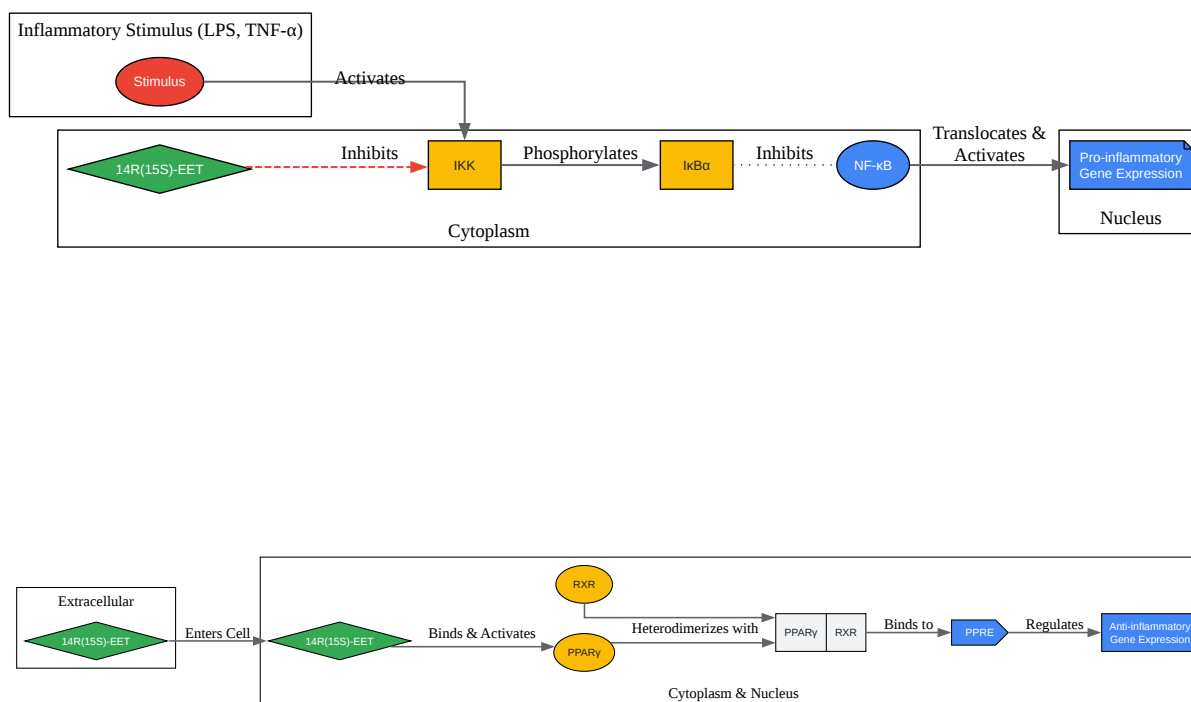 Inflammatory Stimulus (LPS, TNF-α)
Stimulus
Activates
14R(15S)-EET
Inhibits
IKK
Phosphorylates
IκBα
Inhibits
NF-κB
Translocates &
Activates
Pro-inflammatory
Gene Expression
Cytoplasm
Nucleus
Extracellular
14R(15S)-EET
Enters Cell
14R(15S)-EET
Binds & Activates
RXR
PPARγ
Heterodimerizes with
PPARγ
RXR
Binds to
PPRE
Regulates
Anti-inflammatory
Gene Expression
Cytoplasm & Nucleus